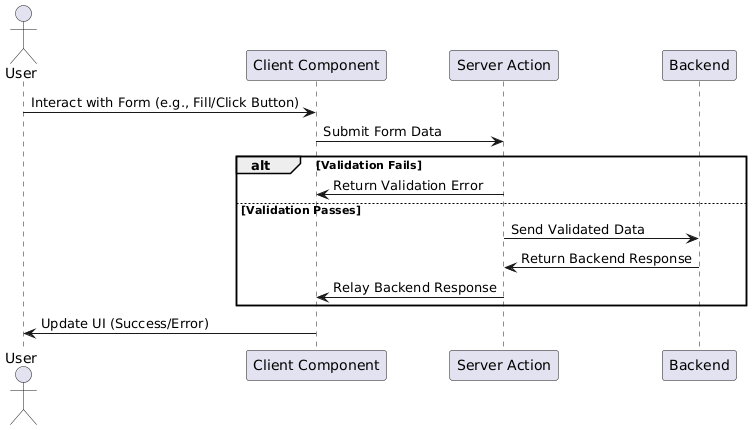 User
Client Component
Server Action
Backend
Interact with Form (e.g., Fill/Click Button)
Submit Form Data
alt
[Validation Fails]
Return Validation Error
[Validation Passes]
Send Validated Data
Return Backend Response
Relay Backend Response
Update UI (Success/Error)
User
Client Component
Server Action
Backend